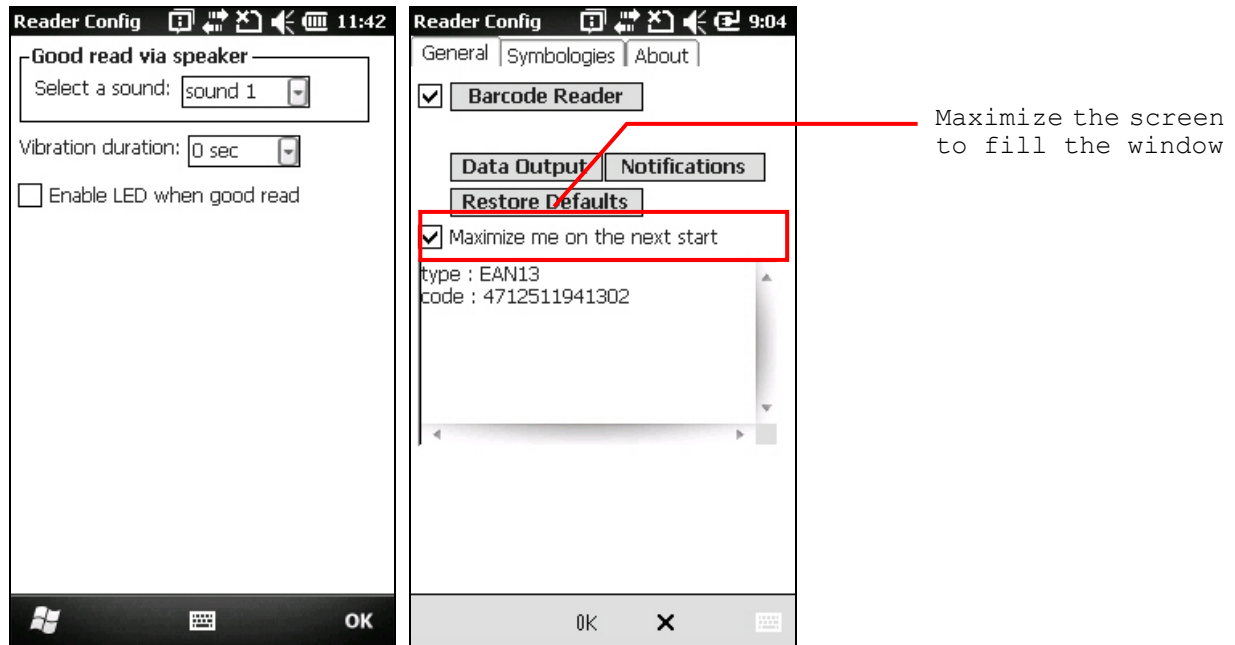 Reader Config 11:42
Good read via speaker
Select a sound: sound 1
Vibration duration: 0 sec
Enable LED when good read
OK
Reader Config 9:04
General Symbologies About
Barcode Reader
Data Output Notifications
Restore Defaults
Maximize me on the next start
type : EAN13
code : 4712511941302
OK
Maximize the screen
to fill the window